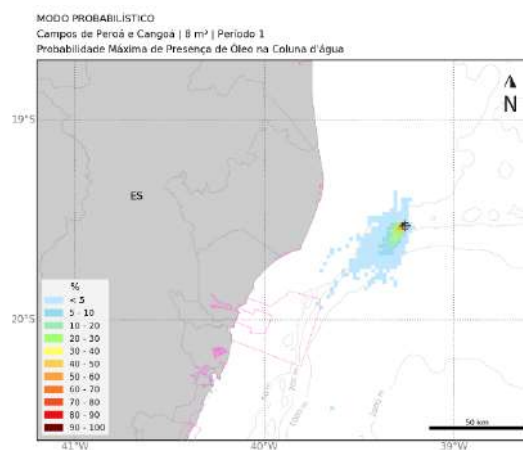 MODO PROBABILÍSTICO
Campos de Peroá e Cangoá | 8 m³ | Período 1
Probabilidade Máxima de Presença de Óleo na Coluna d'água
N
19°S
ES
20°S
%
< 5
5 - 10
10 - 20
20 - 30
30 - 40
40 - 50
50 - 60
60 - 70
70 - 80
80 - 90
90 - 100
1000 m
50 km
41°W
40°W
39°W